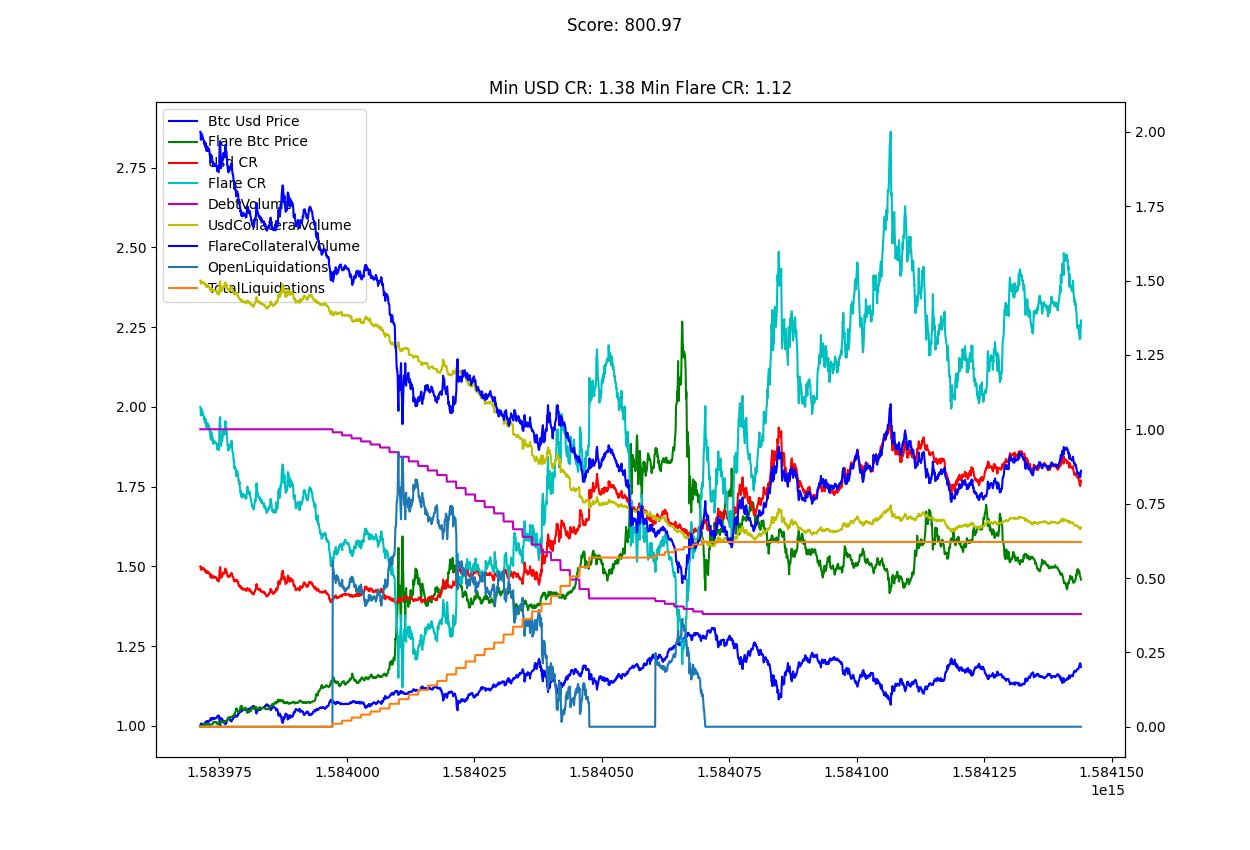 Score: 800.97
Min USD CR: 1.38 Min Flare CR: 1.12
Btc Usd Price
Flare Btc Price
Usd CR
Flare CR
DebtVolume
UsdCollateralVolume
FlareCollateralVolume
OpenLiquidations
TotalLiquidations
2.75
2.50
2.25
2.00
1.75
1.50
1.25
1.00
2.00
1.75
1.50
1.25
1.00
0.75
0.50
0.25
0.00
1.583975 1.584000 1.584025 1.584050 1.584075 1.584100 1.584125 1.584150
1e15